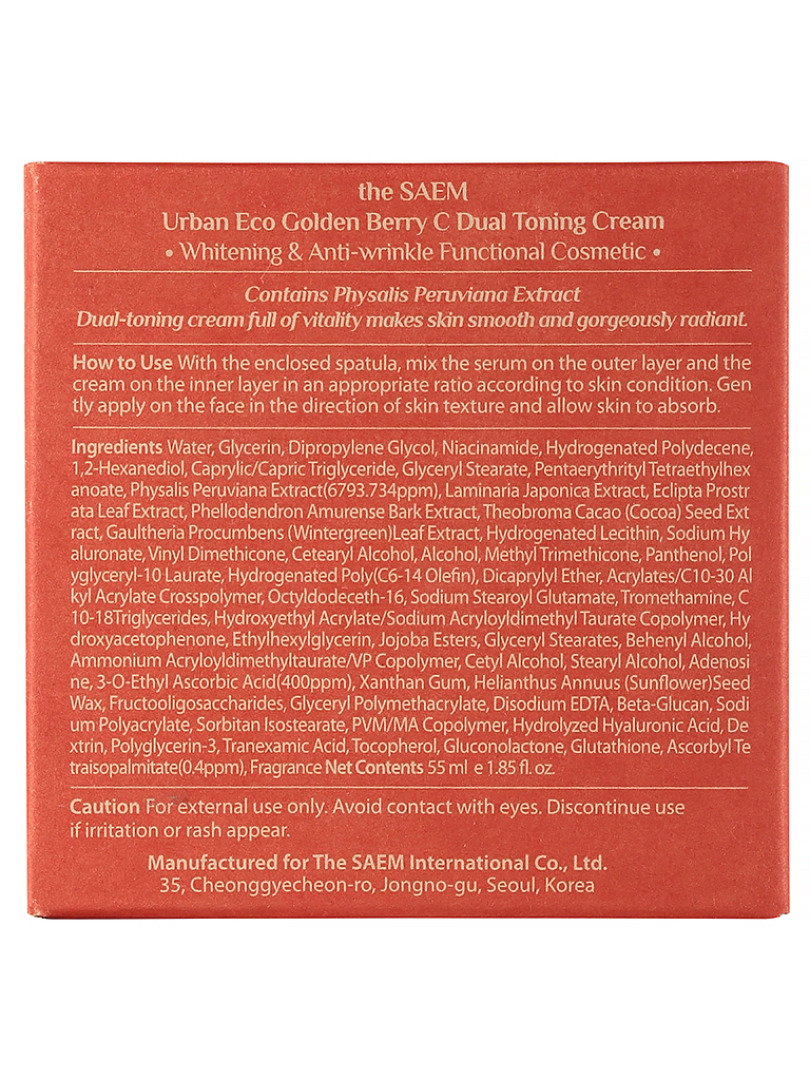 the SAEM
Urban Eco Golden Berry C Dual Toning Cream
• Whitening & Anti-wrinkle Functional Cosmetic •
Contains Physalis Peruviana Extract
Dual-toning cream full of vitality makes skin smooth and gorgeously radiant.
How to Use With the enclosed spatula, mix the serum on the outer layer and the
cream on the inner layer in an appropriate ratio according to skin condition. Gen
tly apply on the face in the direction of skin texture and allow skin to absorb.
Ingredients Water, Glycerin, Dipropylene Glycol, Niacinamide, Hydrogenated Polydecene,
1,2-Hexanediol, Caprylic/Capric Triglyceride, Glyceryl Stearate, Pentaerythrityl Tetraethylhex
anoate, Physalis Peruviana Extract(6793.734ppm), Laminaria Japonica Extract, Eclipta Prostr
ata Leaf Extract, Phellodendron Amurense Bark Extract, Theobroma Cacao (Cocoa) Seed Ext
ract, Gaultheria Procumbens (Wintergreen)Leaf Extract, Hydrogenated Lecithin, Sodium Hy
aluronate, Vinyl Dimethicone, Cetearyl Alcohol, Alcohol, Methyl Trimethicone, Panthenol, Pol
yglyceryl-10 Laurate, Hydrogenated Poly(C6-14 Olefin), Dicaprylyl Ether, Acrylates/C10-30 Al
kyl Acrylate Crosspolymer, Octyldodeceth-16, Sodium Stearoyl Glutamate, Tromethamine, C
10-18Triglycerides, Hydroxyethyl Acrylate/Sodium Acryloyldimethyl Taurate Copolymer, Hy
droxyacetophenone, Ethylhexylglycerin, Jojoba Esters, Glyceryl Stearates, Behenyl Alcohol,
Ammonium Acryloyldimethyltaurate/VP Copolymer, Cetyl Alcohol, Stearyl Alcohol, Adenosi
ne, 3-O-Ethyl Ascorbic Acid(400ppm), Xanthan Gum, Helianthus Annuus (Sunflower)Seed
Wax, Fructooligosaccharides, Glyceryl Polymethacrylate, Disodium EDTA, Beta-Glucan, Sodi
um Polyacrylate, Sorbitan Isostearate, PVM/MA Copolymer, Hydrolyzed Hyaluronic Acid, De
xtrin, Polyglycerin-3, Tranexamic Acid, Tocopherol, Gluconolactone, Glutathione, Ascorbyl Te
traisopalmitate(0.4ppm), Fragrance Net Contents 55 ml e 1.85 fl. oz.
Caution For external use only. Avoid contact with eyes. Discontinue use
if irritation or rash appear.
Manufactured for The SAEM International Co., Ltd.
35, Cheonggyecheon-ro, Jongno-gu, Seoul, Korea